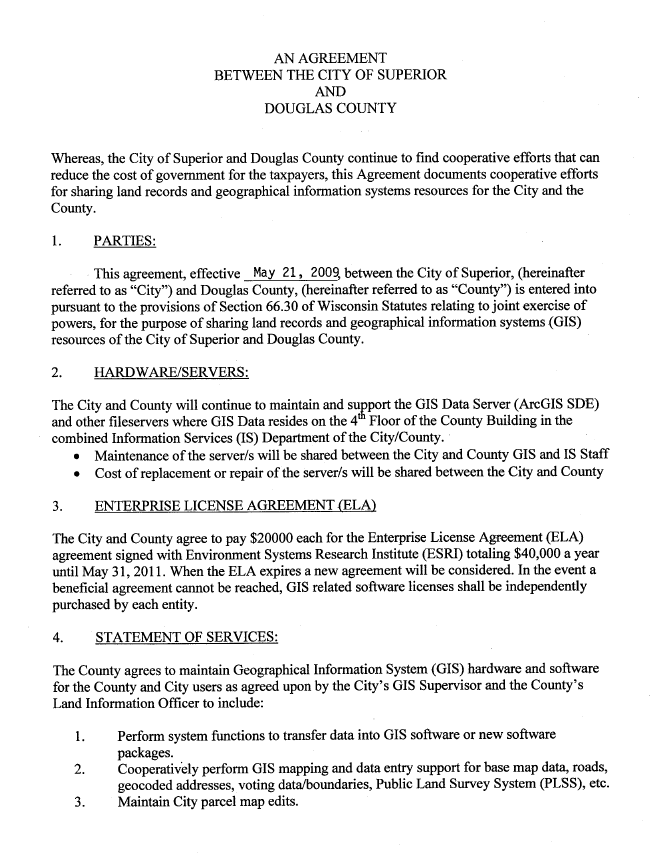 AN AGREEMENT
BETWEEN THE CITY OF SUPERIOR
AND
DOUGLAS COUNTY
Whereas, the City of Superior and Douglas County continue to find cooperative efforts that can
reduce the cost of government for the taxpayers, this Agreement documents cooperative efforts
for sharing land records and geographical information systems resources for the City and the
County.
1. PARTIES:
This agreement, effective May 21, 2009, between the City of Superior, (hereinafter
referred to as “City”) and Douglas County, (hereinafter referred to as “County”) is entered into
pursuant to the provisions of Section 66.30 of Wisconsin Statutes relating to joint exercise of
powers, for the purpose of sharing land records and geographical information systems (GIS)
resources of the City of Superior and Douglas County.
2. HARDWARE/SERVERS:
The City and County will continue to maintain and support the GIS Data Server (ArcGIS SDE)
and other fileservers where GIS Data resides on the 4th Floor of the County Building in the
combined Information Services (IS) Department of the City/County.
• Maintenance of the server/s will be shared between the City and County GIS and IS Staff
• Cost of replacement or repair of the server/s will be shared between the City and County
3. ENTERPRISE LICENSE AGREEMENT (ELA)
The City and County agree to pay $20000 each for the Enterprise License Agreement (ELA)
agreement signed with Environment Systems Research Institute (ESRI) totaling $40,000 a year
until May 31, 2011. When the ELA expires a new agreement will be considered. In the event a
beneficial agreement cannot be reached, GIS related software licenses shall be independently
purchased by each entity.
4. STATEMENT OF SERVICES:
The County agrees to maintain Geographical Information System (GIS) hardware and software
for the County and City users as agreed upon by the City’s GIS Supervisor and the County’s
Land Information Officer to include:
1. Perform system functions to transfer data into GIS software or new software
packages.
2. Cooperatively perform GIS mapping and data entry support for base map data, roads,
geocoded addresses, voting data/boundaries, Public Land Survey System (PLSS), etc.
3. Maintain City parcel map edits.